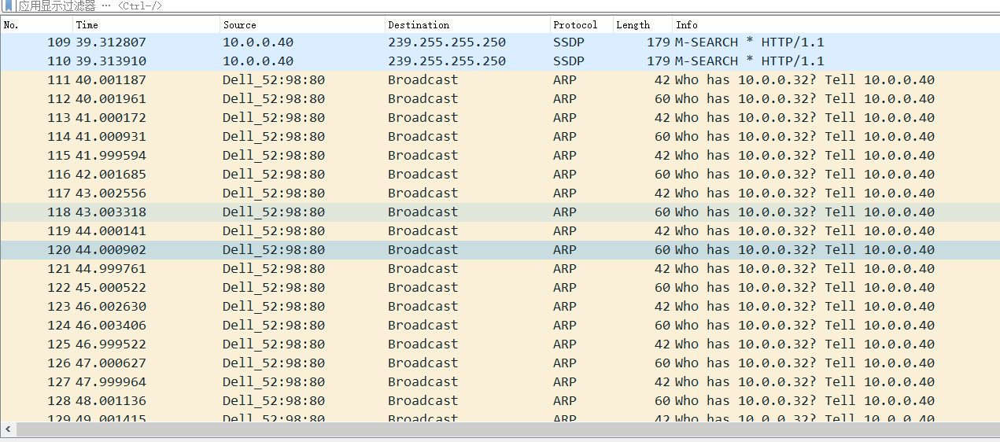 应用显示过滤器 … <Ctrl-/>
No. Time Source Destination Protocol Length Info
109 39.312807 10.0.0.40 239.255.255.250 SSDP 179 M-SEARCH * HTTP/1.1
110 39.313910 10.0.0.40 239.255.255.250 SSDP 179 M-SEARCH * HTTP/1.1
111 40.001187 Dell_52:98:80 Broadcast ARP 42 Who has 10.0.0.32? Tell 10.0.0.40
112 40.001961 Dell_52:98:80 Broadcast ARP 60 Who has 10.0.0.32? Tell 10.0.0.40
113 41.000172 Dell_52:98:80 Broadcast ARP 42 Who has 10.0.0.32? Tell 10.0.0.40
114 41.000931 Dell_52:98:80 Broadcast ARP 60 Who has 10.0.0.32? Tell 10.0.0.40
115 41.999594 Dell_52:98:80 Broadcast ARP 42 Who has 10.0.0.32? Tell 10.0.0.40
116 42.001685 Dell_52:98:80 Broadcast ARP 60 Who has 10.0.0.32? Tell 10.0.0.40
117 43.002556 Dell_52:98:80 Broadcast ARP 42 Who has 10.0.0.32? Tell 10.0.0.40
118 43.003318 Dell_52:98:80 Broadcast ARP 60 Who has 10.0.0.32? Tell 10.0.0.40
119 44.000141 Dell_52:98:80 Broadcast ARP 42 Who has 10.0.0.32? Tell 10.0.0.40
120 44.000902 Dell_52:98:80 Broadcast ARP 60 Who has 10.0.0.32? Tell 10.0.0.40
121 44.999761 Dell_52:98:80 Broadcast ARP 42 Who has 10.0.0.32? Tell 10.0.0.40
122 45.000522 Dell_52:98:80 Broadcast ARP 60 Who has 10.0.0.32? Tell 10.0.0.40
123 46.002630 Dell_52:98:80 Broadcast ARP 42 Who has 10.0.0.32? Tell 10.0.0.40
124 46.003406 Dell_52:98:80 Broadcast ARP 60 Who has 10.0.0.32? Tell 10.0.0.40
125 46.999522 Dell_52:98:80 Broadcast ARP 42 Who has 10.0.0.32? Tell 10.0.0.40
126 47.000627 Dell_52:98:80 Broadcast ARP 60 Who has 10.0.0.32? Tell 10.0.0.40
127 47.999964 Dell_52:98:80 Broadcast ARP 42 Who has 10.0.0.32? Tell 10.0.0.40
128 48.001136 Dell_52:98:80 Broadcast ARP 60 Who has 10.0.0.32? Tell 10.0.0.40
129 49.001415 Dell_52:98:80 Broadcast ARP 42 Who has 10.0.0.32? Tell 10.0.0.40